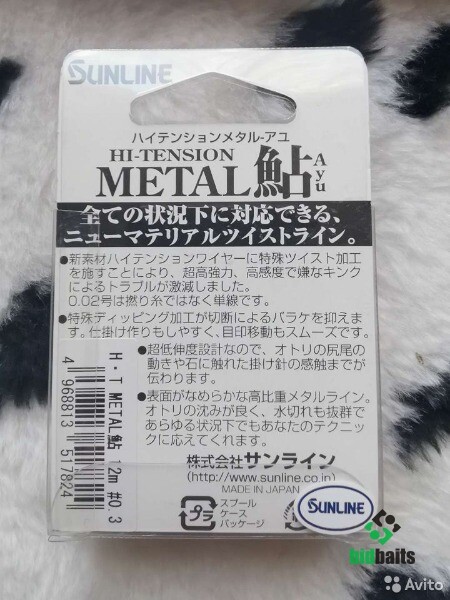 SUNLINE
ハイテンションメタル-アユ
HI-TENSION
METAL 鮎 Ayu
全ての状況下に対応できる、
ニューマテリアルツイストライン。
●新素材ハイテンションワイヤーに特殊ツイスト加工
を施すことにより、超高強力、高感度で嫌なキンク
によるトラブルが激減しました。
0.02号は撚り糸ではなく単線です。
●特殊ディッピング加工が切断によるバラケを抑えま
す。仕掛け作りもしやすく、目印移動もスムーズです。
●超低伸度設計なので、オトリの尻尾の
動きや石に触れた掛け針の感触までが
伝わります。
●表面がなめらかな高比重メタルライン。
オトリの沈みが良く、水切れも抜群で
あらゆる状況下でもあなたのテクニッ
クに応えてくれます。
H・T METAL鮎 12m #0.3
4 968813 517824
株式会社サンライン
(http://www.sunline.co.jp)
MADE IN JAPAN
プラ
スプール
ケース
パッケージ
SUNLINE
bidbaits
Avito